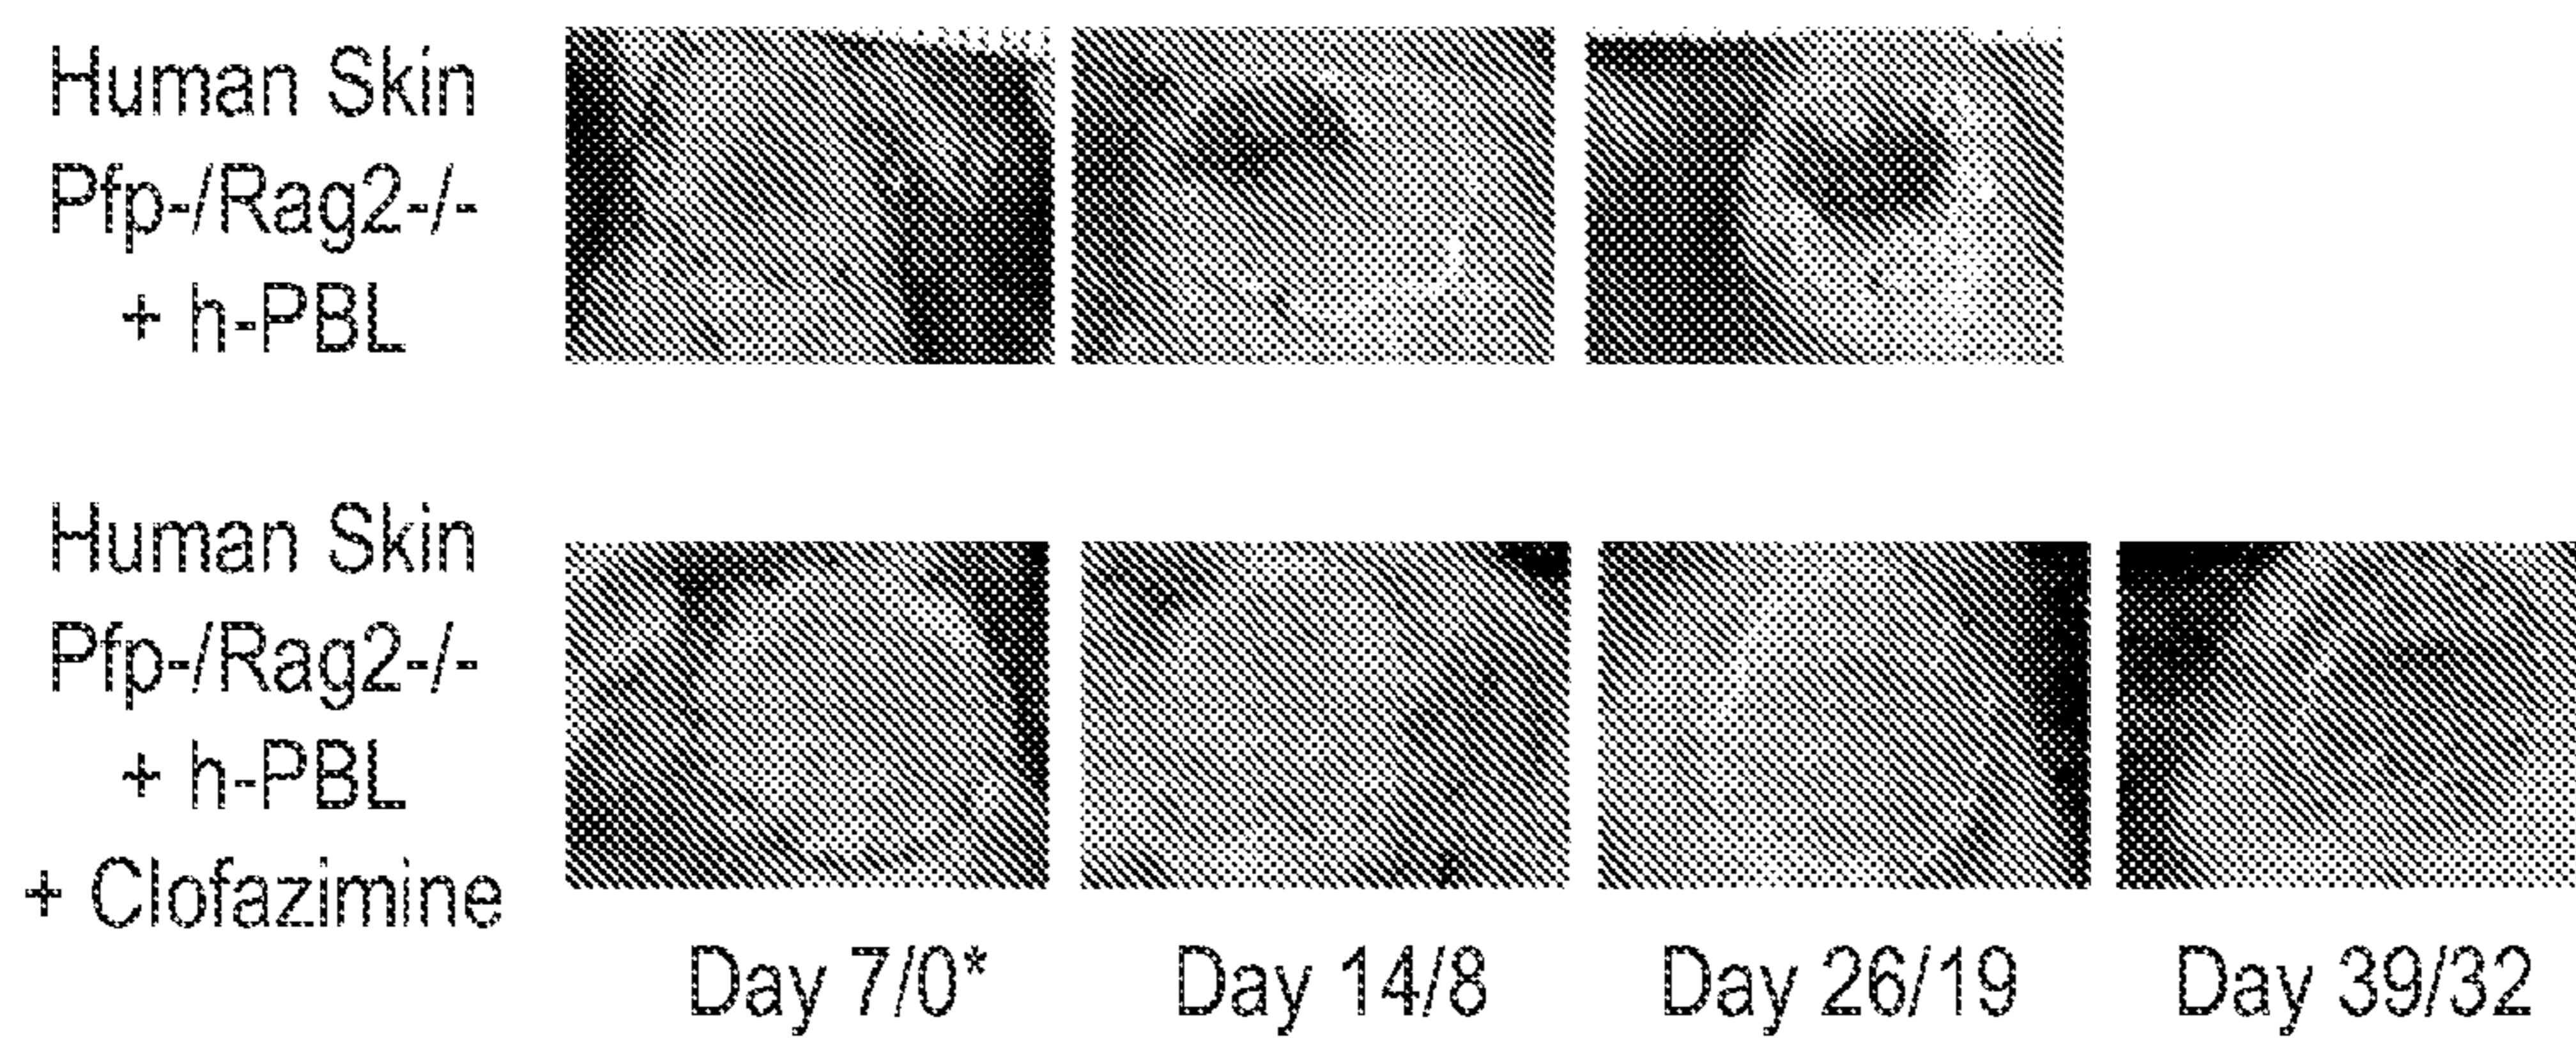 Human Skin
Pfp-/Rag2-/-
+ h-PBL
Human Skin
Pfp-/Rag2-/-
+ h-PBL
+ Clofazimine
Day 7/0*
Day 14/8
Day 26/19
Day 39/32